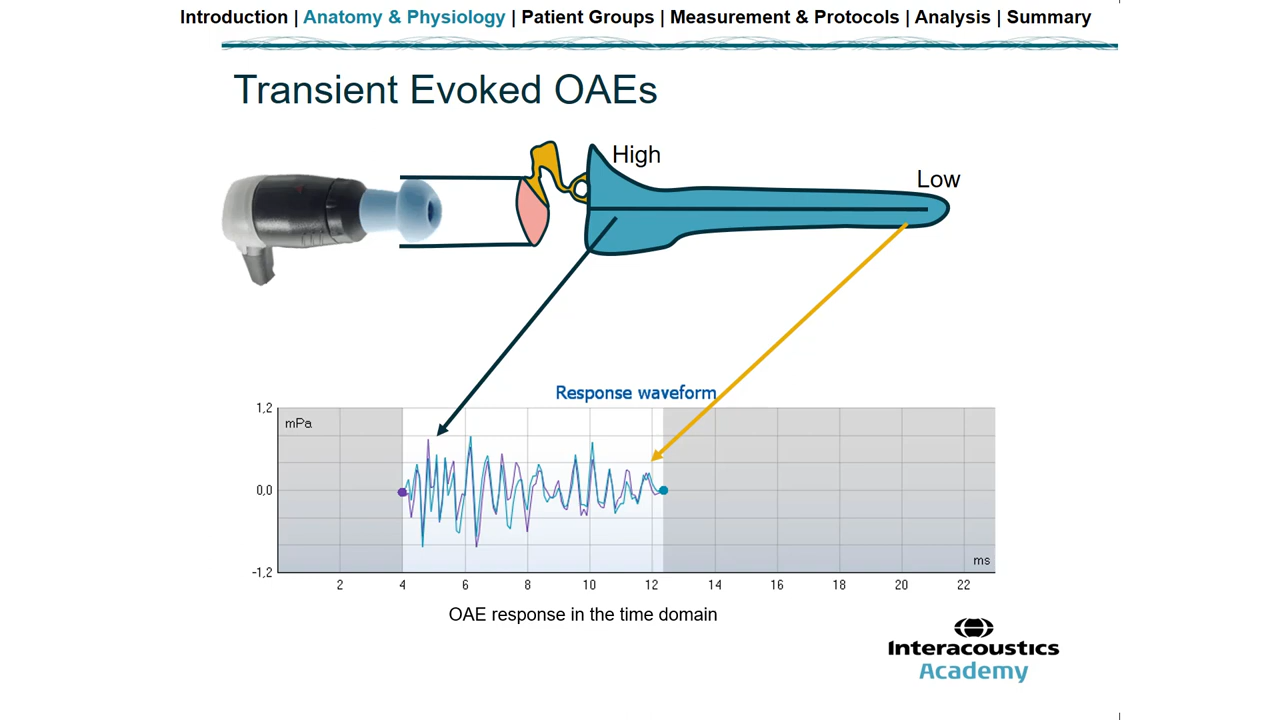 Introduction | Anatomy & Physiology | Patient Groups | Measurement & Protocols | Analysis | Summary
Transient Evoked OAEs
High
Low
Response waveform
1.2
mPa
0.0
-1.2
ms
2 4 6 8 10 12 14 16 18 20 22
OAE response in the time domain
Interacoustics
Academy